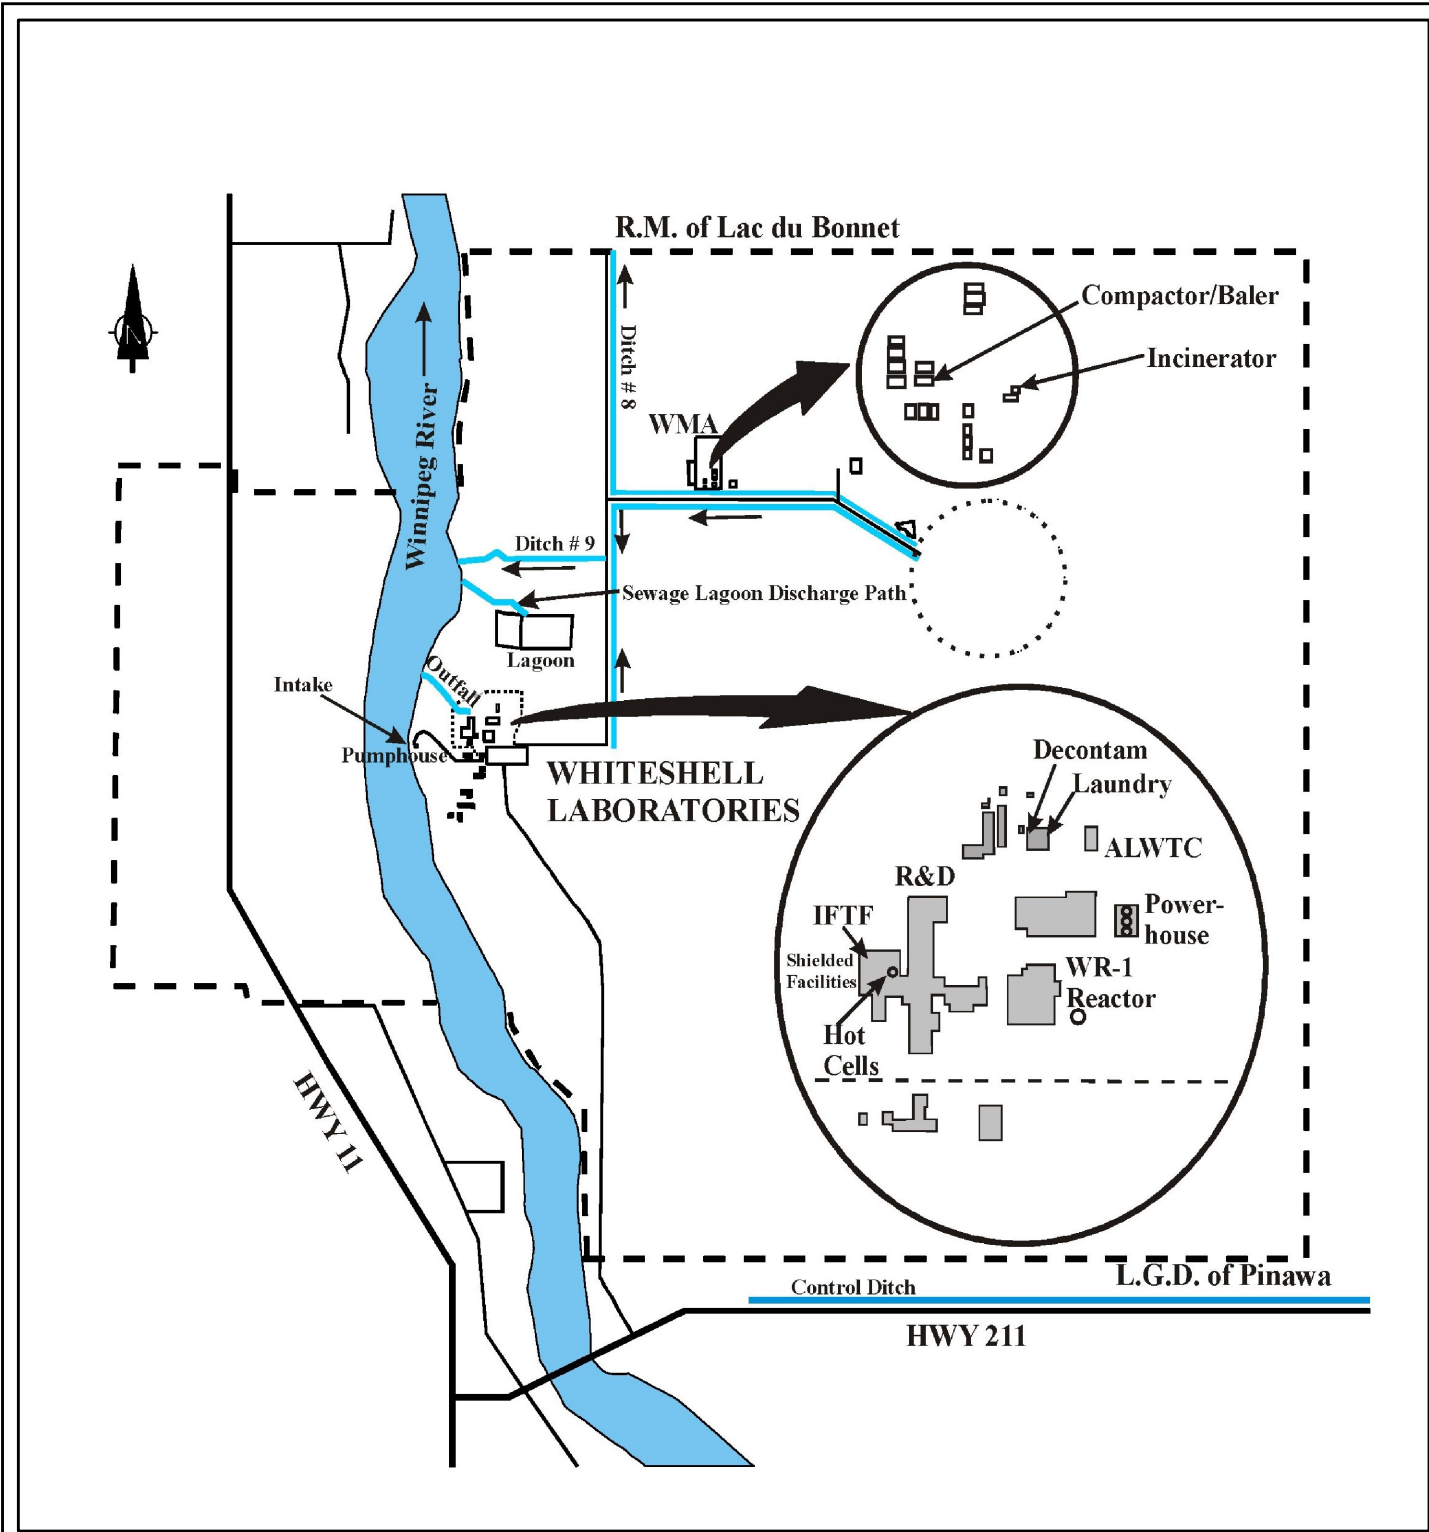 R.M. of Lac du Bonnet
Compactor/Baler
Incinerator
N
Ditch # 8
WMA
Winnipeg River
Ditch # 9
Sewage Lagoon Discharge Path
Lagoon
Outfall
Intake
Pumphouse
WHITESHELL
LABORATORIES
Decontam
Laundry
ALWTC
R&D
IFTF
Power-
house
Shielded
Facilities
WR-1
Reactor
Hot
Cells
HWY 11
L.G.D. of Pinawa
Control Ditch
HWY 211